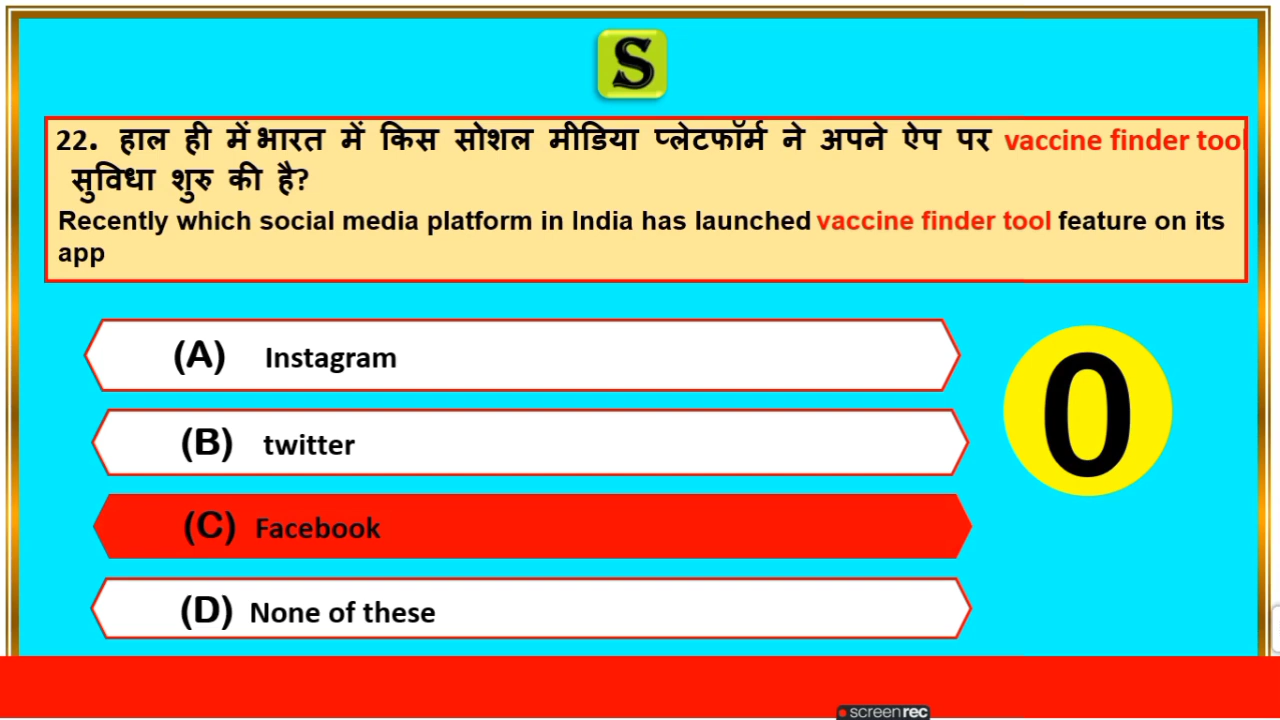 S
22. हाल ही में भारत में किस सोशल मीडिया प्लेटफॉर्म ने अपने ऐप पर vaccine finder tool
सुविधा शुरु की है?
Recently which social media platform in India has launched vaccine finder tool feature on its
app
(A) Instagram
0
(B) twitter
(C) Facebook
(D) None of these
screenrec